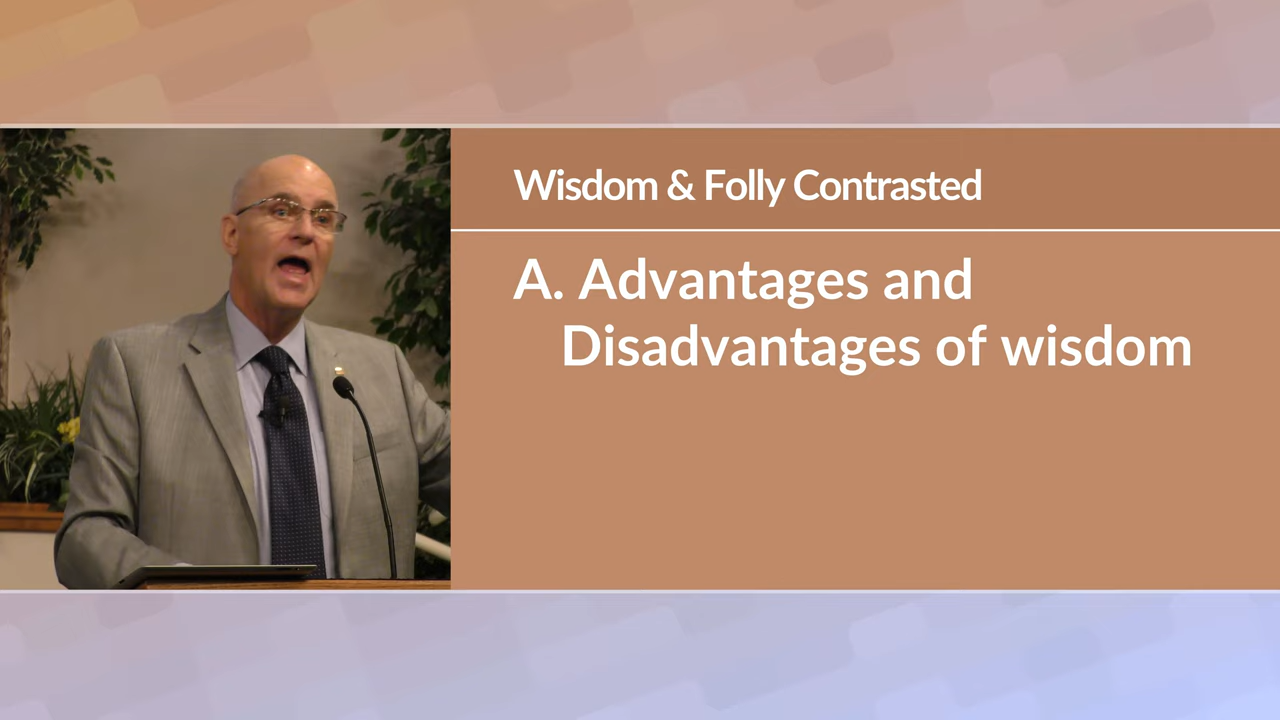 Wisdom & Folly Contrasted
A. Advantages and
Disadvantages of wisdom